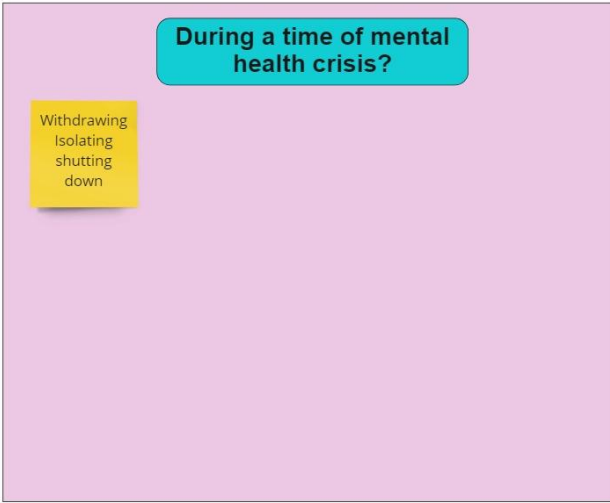 During a time of mental
health crisis?
Withdrawing
Isolating
shutting
down